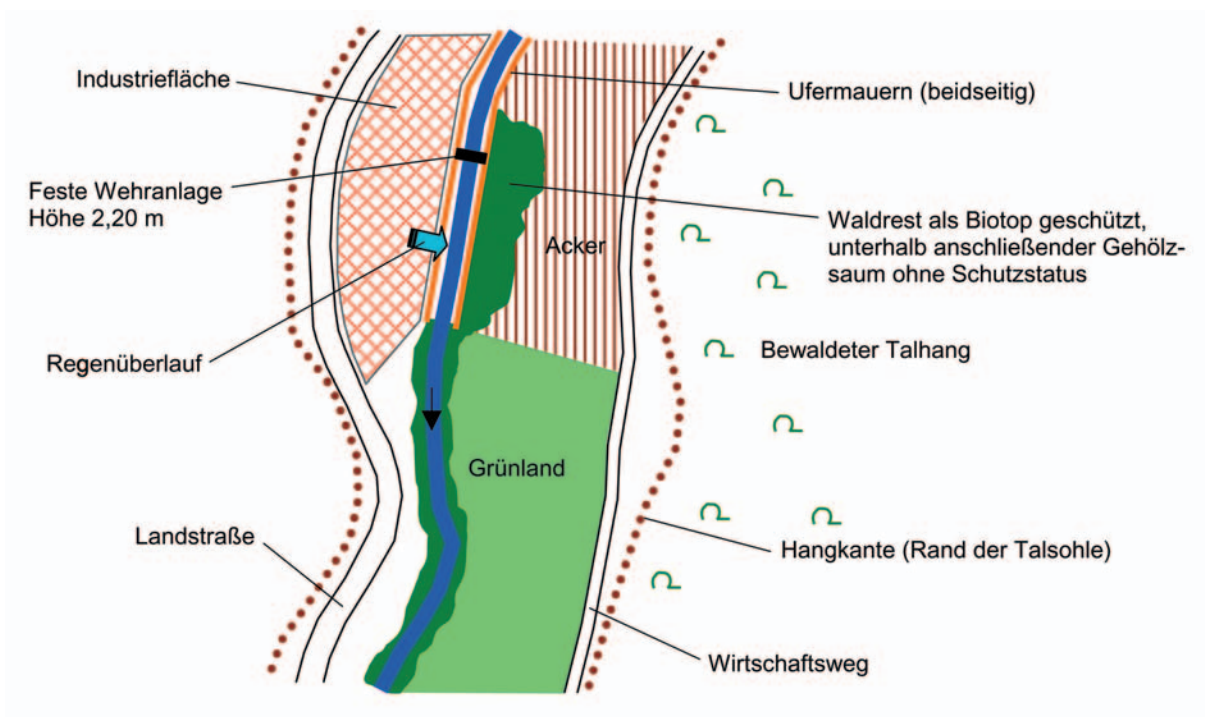 Industriefläche
Ufermauern (beidseitig)
Feste Wehranlage
Höhe 2,20 m
Waldrest als Biotop geschützt,
unterhalb anschließender Gehölz-
saum ohne Schutzstatus
Acker
Regenüberlauf
Bewaldeter Talhang
Grünland
Landstraße
Hangkante (Rand der Talsohle)
Wirtschaftsweg